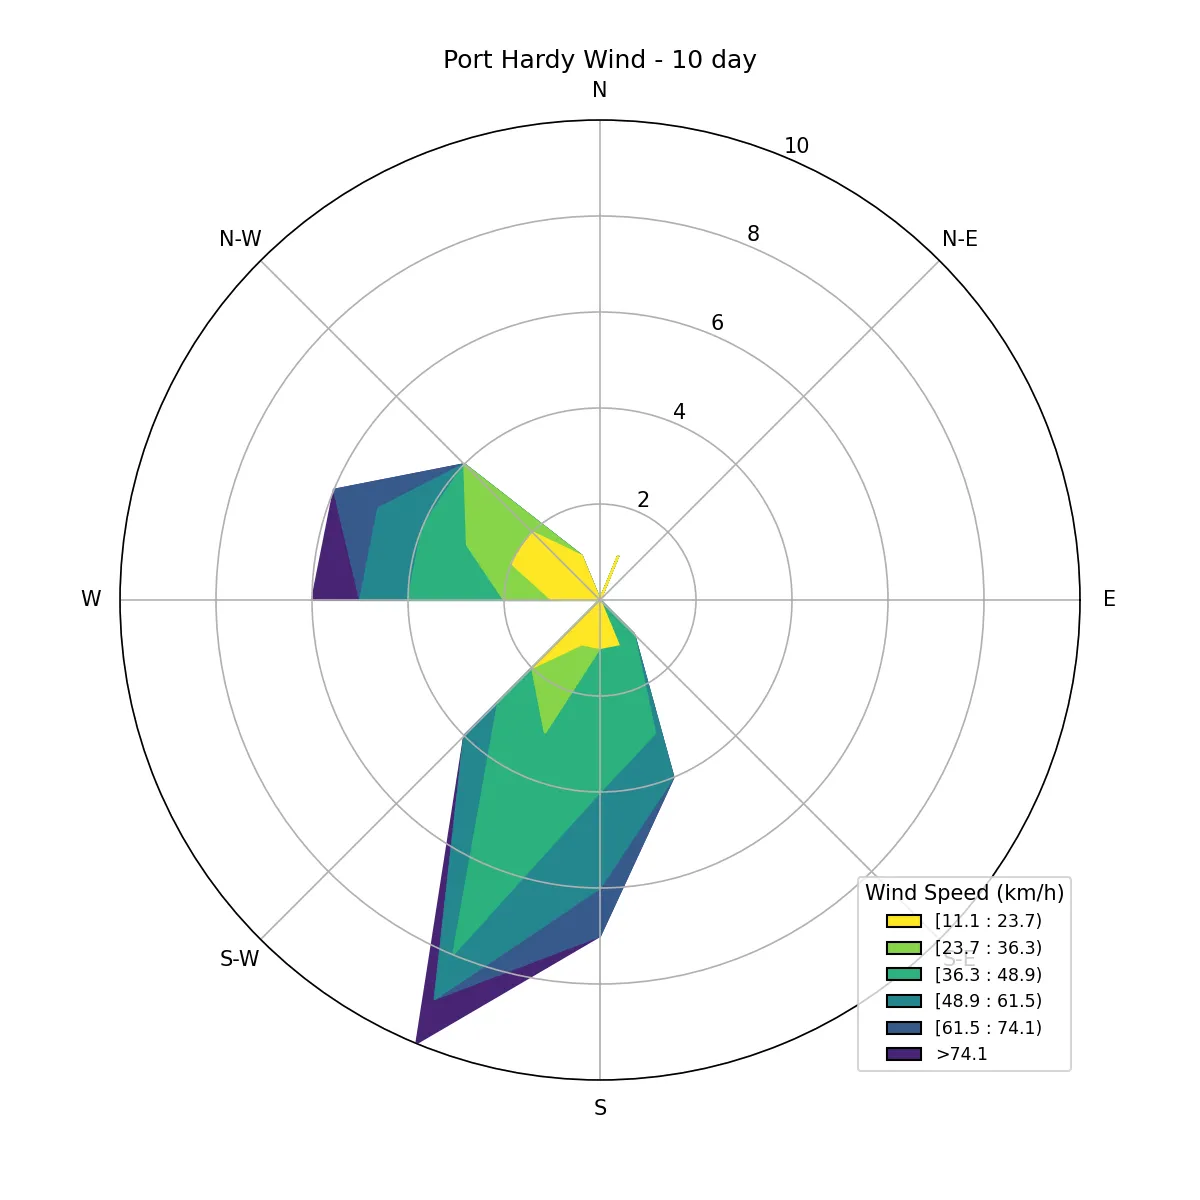 Port Hardy Wind - 10 day
N
10
N-W
N-E
8
6
4
2
W
E
S-W
S-E
S
Wind Speed (km/h)
[11.1 : 23.7)
[23.7 : 36.3)
[36.3 : 48.9)
[48.9 : 61.5)
[61.5 : 74.1)
>74.1